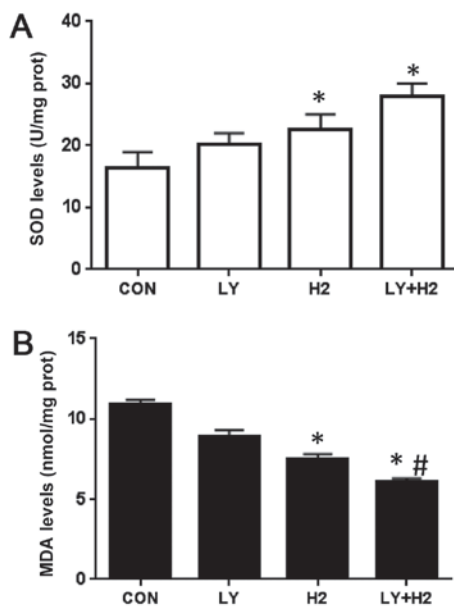 A
SOD levels (U/mg prot)
40
30
20
10
0
*
*
CON LY H2 LY+H2
B
MDA levels (nmol/mg prot)
15
10
5
0
*
* #
CON LY H2 LY+H2